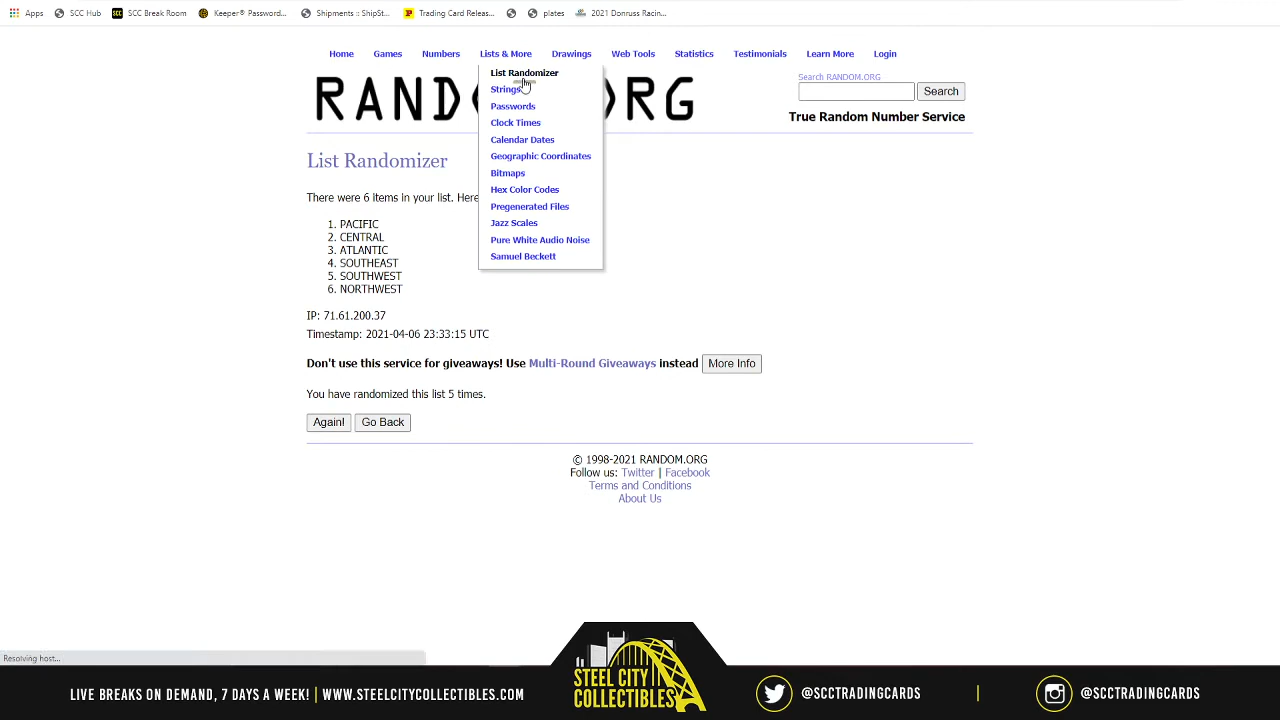 Apps SCC Hub SCC Break Room Keeper® Password... Shipments :: ShipSt... Trading Card Releas... plates 2021 Donruss Racin...
Home Games Numbers Lists & More Drawings Web Tools Statistics Testimonials Learn More Login
List Randomizer
Strings
Passwords
Clock Times
Calendar Dates
Geographic Coordinates
Bitmaps
Hex Color Codes
Pregenerated Files
Jazz Scales
Pure White Audio Noise
Samuel Beckett
Search RANDOM.ORG
Search
True Random Number Service
List Randomizer
There were 6 items in your list. Here
1. PACIFIC
2. CENTRAL
3. ATLANTIC
4. SOUTHEAST
5. SOUTHWEST
6. NORTHWEST
IP: 71.61.200.37
Timestamp: 2021-04-06 23:33:15 UTC
Don't use this service for giveaways! Use Multi-Round Giveaways instead More Info
You have randomized this list 5 times.
Again! Go Back
© 1998-2021 RANDOM.ORG
Follow us: Twitter | Facebook
Terms and Conditions
About Us
Resolving host...
LIVE BREAKS ON DEMAND, 7 DAYS A WEEK! | WWW.STEELCITYCOLLECTIBLES.COM
STEEL CITY
COLLECTIBLES
@SCCTRADINGCARDS | @SCCTRADINGCARDS